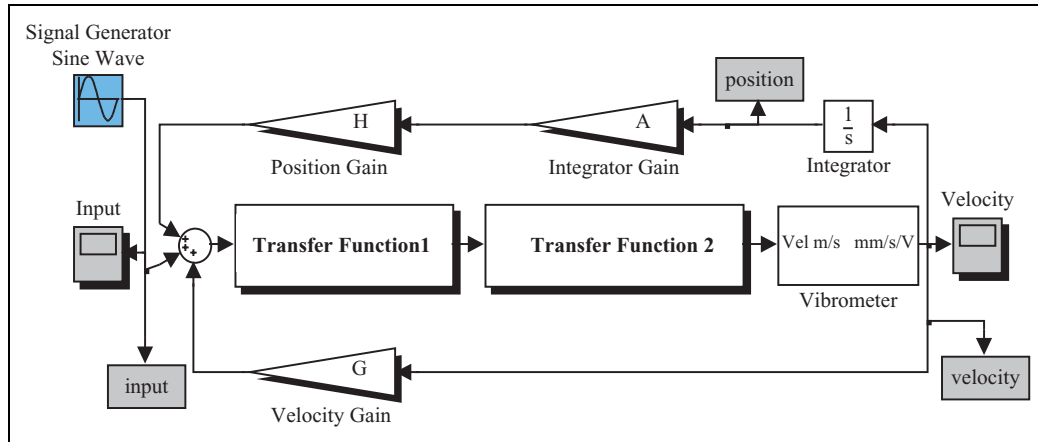 Signal Generator
Sine Wave
position
H
A
1
s
Position Gain
Integrator Gain
Integrator
Input
Velocity
+
+
+
Transfer Function1
Transfer Function 2
Vel m/s mm/s/V
Vibrometer
G
input
velocity
Velocity Gain